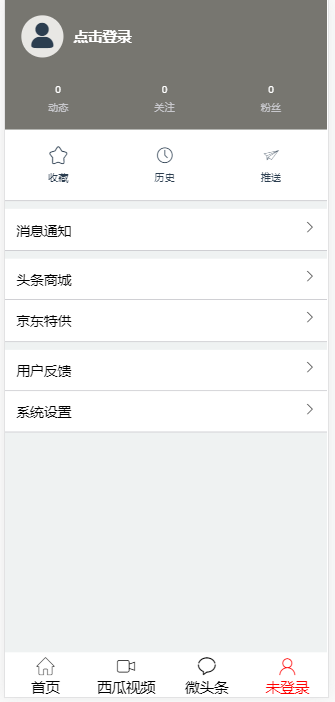 点击登录
0 0 0
动态 关注 粉丝
收藏 历史 推送
消息通知
头条商城
京东特供
用户反馈
系统设置
首页 西瓜视频 微头条 未登录